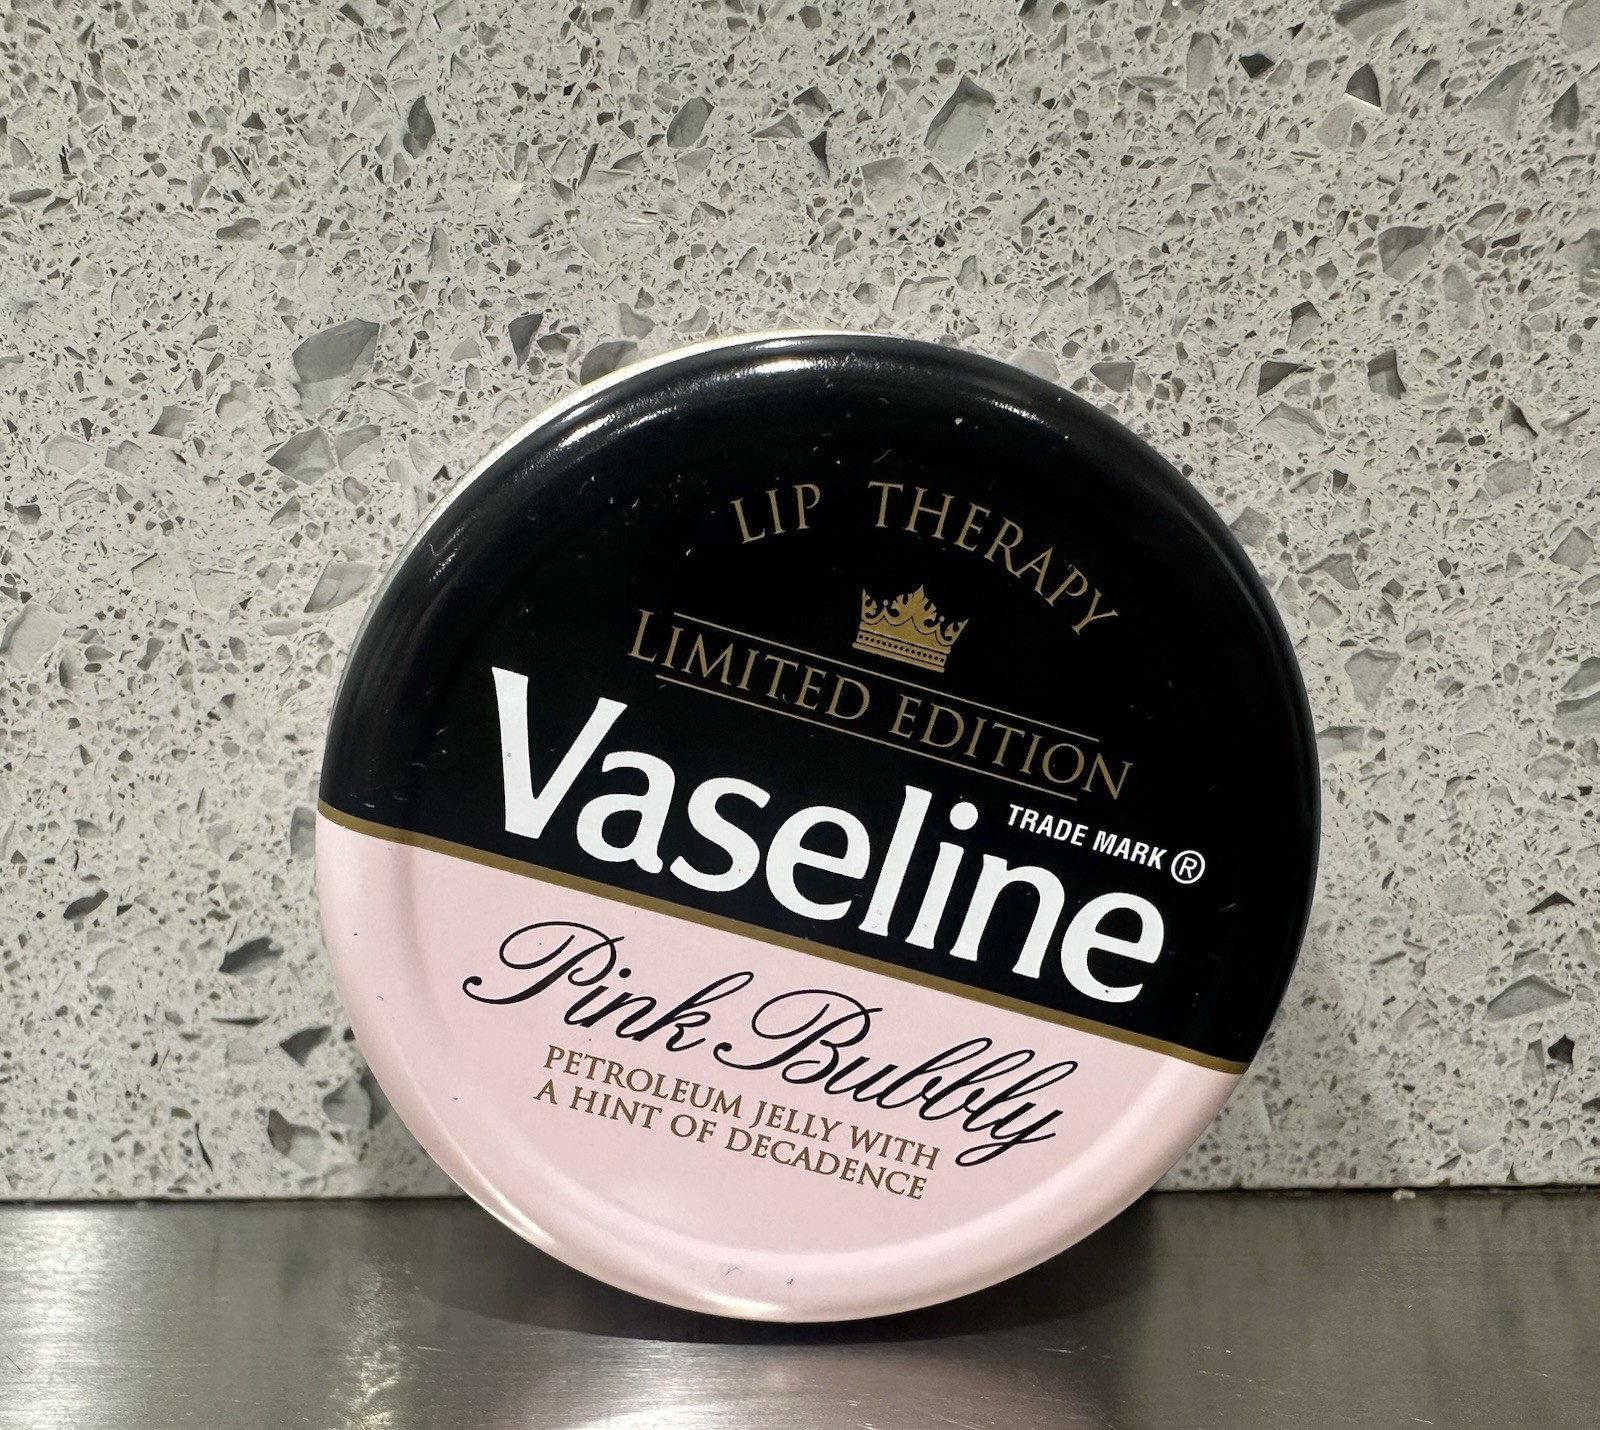 LIP THERAPY
LIMITED EDITION
Vaseline
TRADE MARK ®
Pink Bubbly
PETROLEUM JELLY WITH
A HINT OF DECADENCE